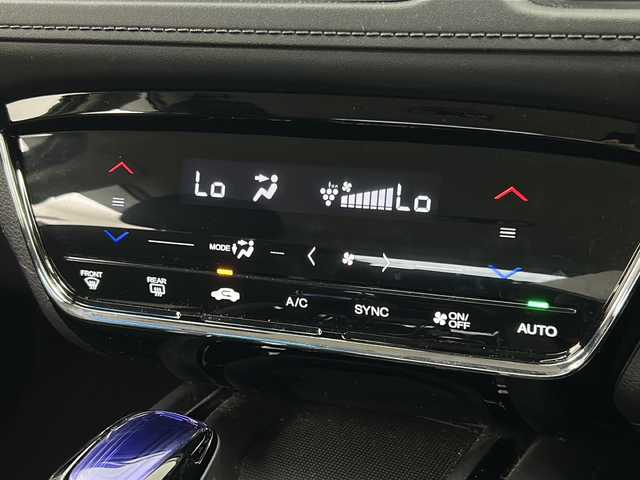 Lo Lo
MODE
FRONT REAR A/C SYNC ON/OFF AUTO